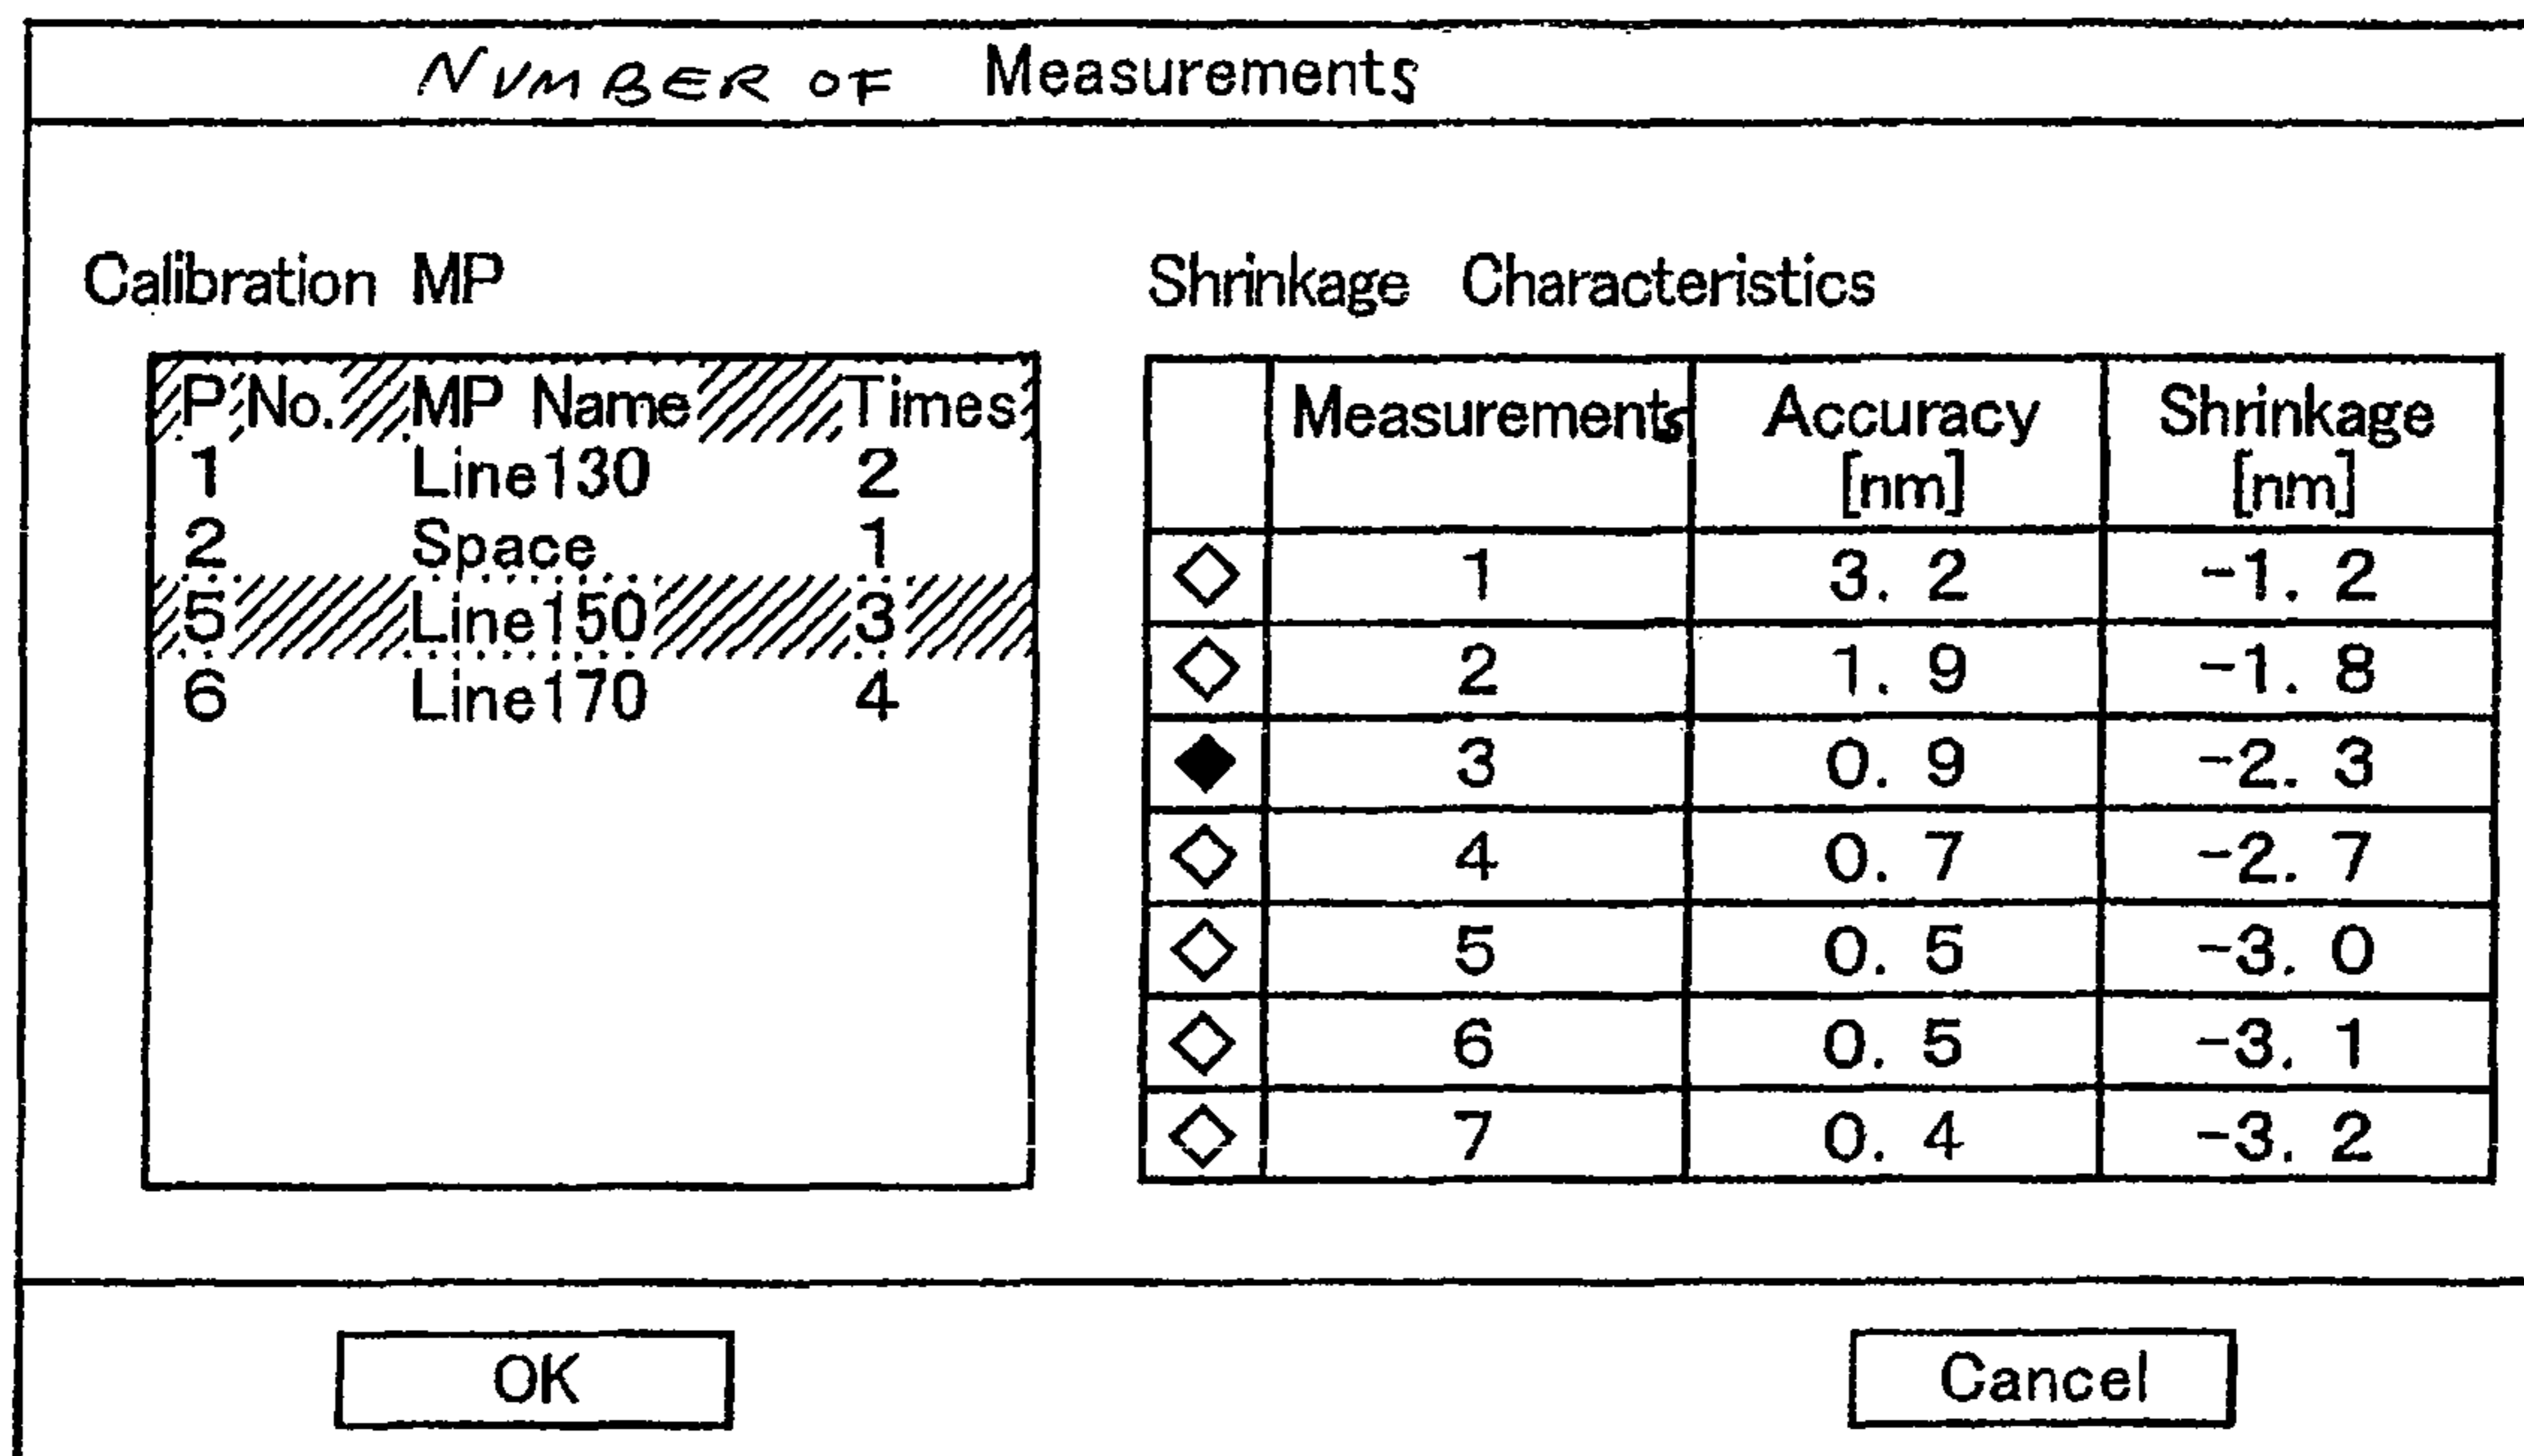 NUMBER OF Measurements
Calibration MP
P No. MP Name Times
1 Line130 2
2 Space 1
5 Line150 3
6 Line170 4
Shrinkage Characteristics
Measurements Accuracy [nm] Shrinkage [nm]
1 3. 2 -1. 2
2 1. 9 -1. 8
3 0. 9 -2. 3
4 0. 7 -2. 7
5 0. 5 -3. 0
6 0. 5 -3. 1
7 0. 4 -3. 2
OK Cancel